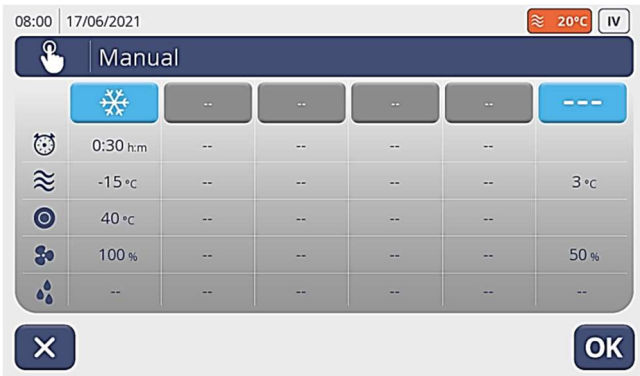 08:00 17/06/2021 20°C IV
Manual
-- -- -- -- ---
0:30 h:m -- -- -- --
-15 °C -- -- -- -- 3 °C
40 °C -- -- -- --
100 % -- -- -- -- 50 %
-- -- -- -- -- --
OK